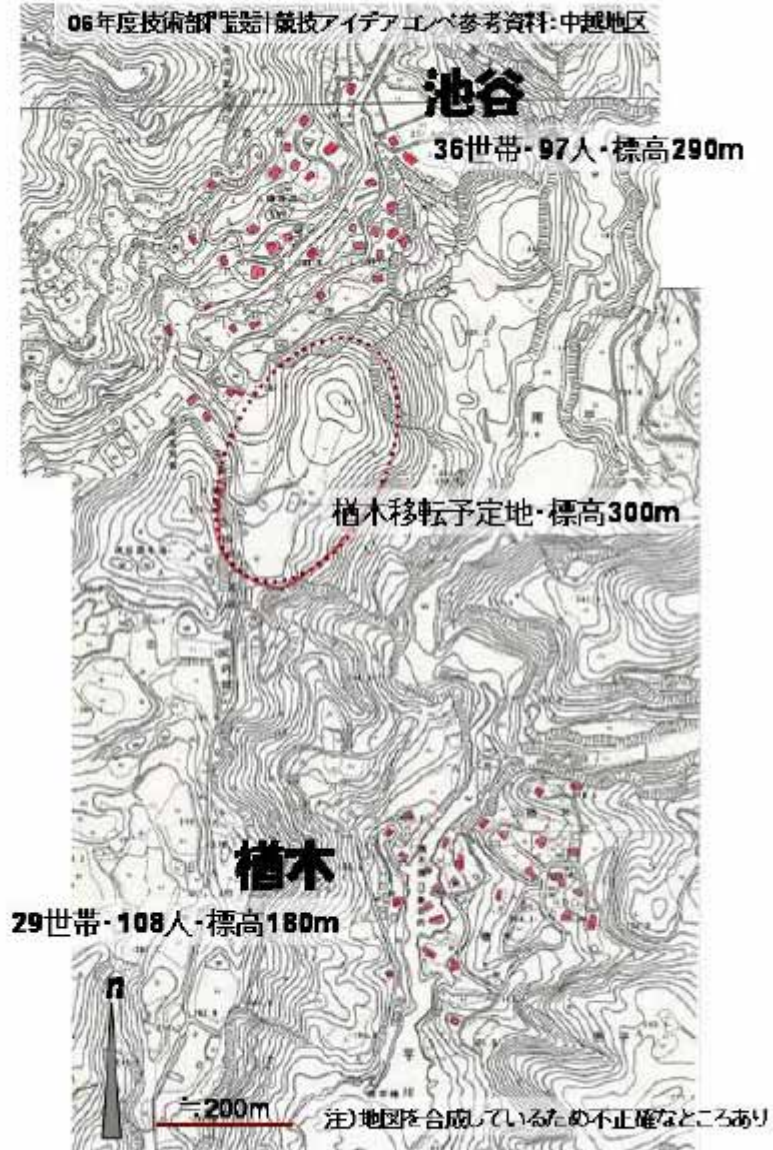 06年度技術部門設計競技アイデアコンペ参考資料:中越地区
池谷
36世帯・97人・標高290m
楢木移転予定地・標高300m
楢木
29世帯・108人・標高180m
n
≒200m
注)地図を合成しているため不正確なところあり